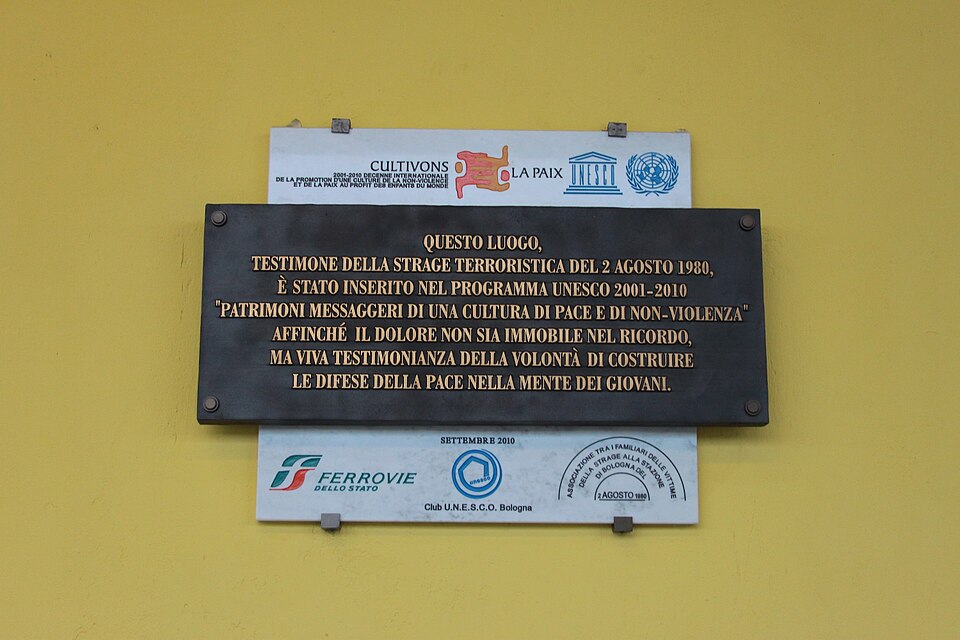 CULTIVONS LA PAIX
2001-2010 DECENNE INTERNATIONALE
DE LA PROMOTION D'UNE CULTURE DE LA NON-VIOLENCE
ET DE LA PAIX AU PROFIT DES ENFANTS DU MONDE
UNESCO
QUESTO LUOGO,
TESTIMONE DELLA STRAGE TERRORISTICA DEL 2 AGOSTO 1980,
È STATO INSERITO NEL PROGRAMMA UNESCO 2001-2010
"PATRIMONI MESSAGGERI DI UNA CULTURA DI PACE E DI NON-VIOLENZA"
AFFINCHÉ IL DOLORE NON SIA IMMOBILE NEL RICORDO,
MA VIVA TESTIMONIANZA DELLA VOLONTÀ DI COSTRUIRE
LE DIFESE DELLA PACE NELLA MENTE DEI GIOVANI.
SETTEMBRE 2010
FERROVIE
DELLO STATO
unesco
Club U.N.E.S.C.O. Bologna
ASSOCIAZIONE TRA I FAMILIARI DELLE VITTIME
DELLA STRAGE ALLA STAZIONE
DI BOLOGNA DEL
2 AGOSTO 1980